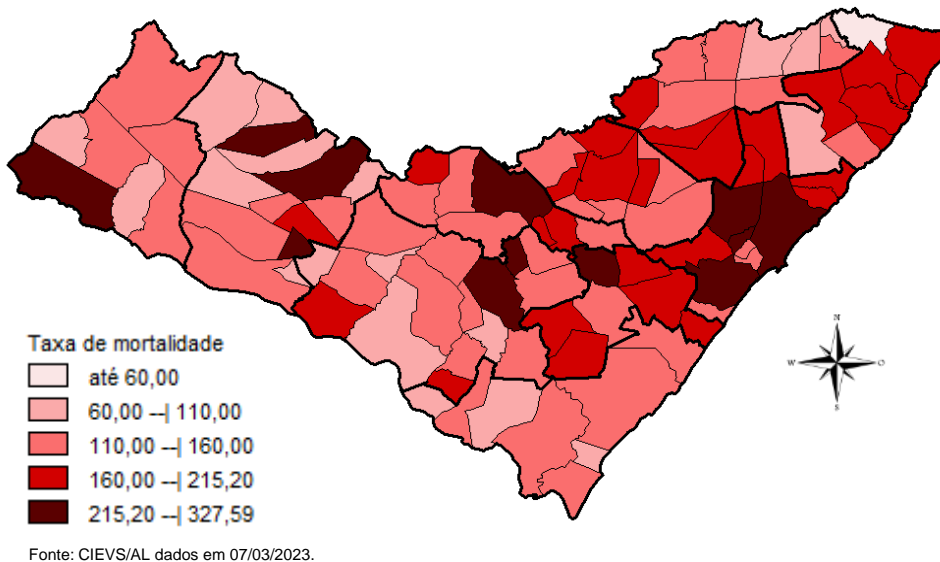 Taxa de mortalidade
até 60,00
60,00 --| 110,00
110,00 --| 160,00
160,00 --| 215,20
215,20 --| 327,59
N
W
O
S
Fonte: CIEVS/AL dados em 07/03/2023.